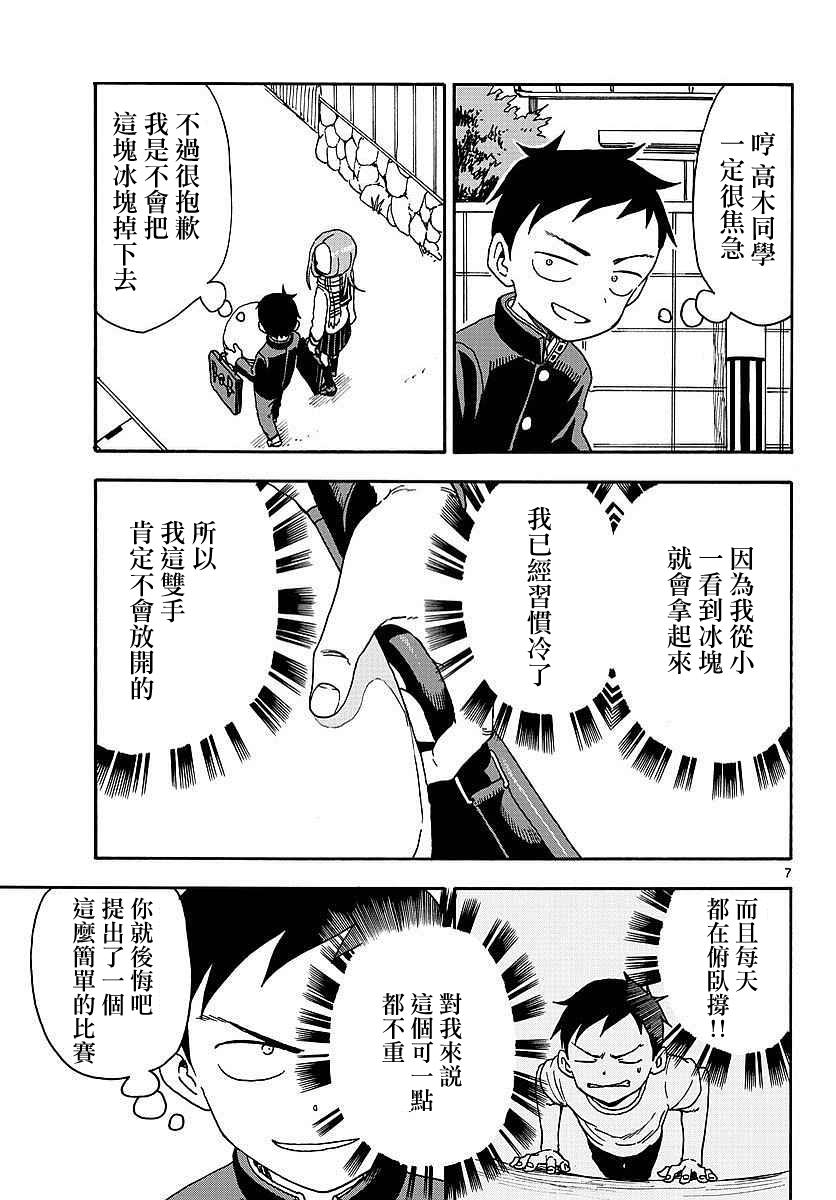 哼 高木同學
一定很焦急
不過很抱歉
我是不會把
這塊冰塊掉下去
因為我從小
一看到冰塊
就會拿起來
我已經習慣冷了
所以
我這雙手
肯定不會放開的
7
而且每天
都在俯臥撐!!
對我來說
這個可一點
都不重
你就後悔吧
提出了一個
這麼簡單的比賽